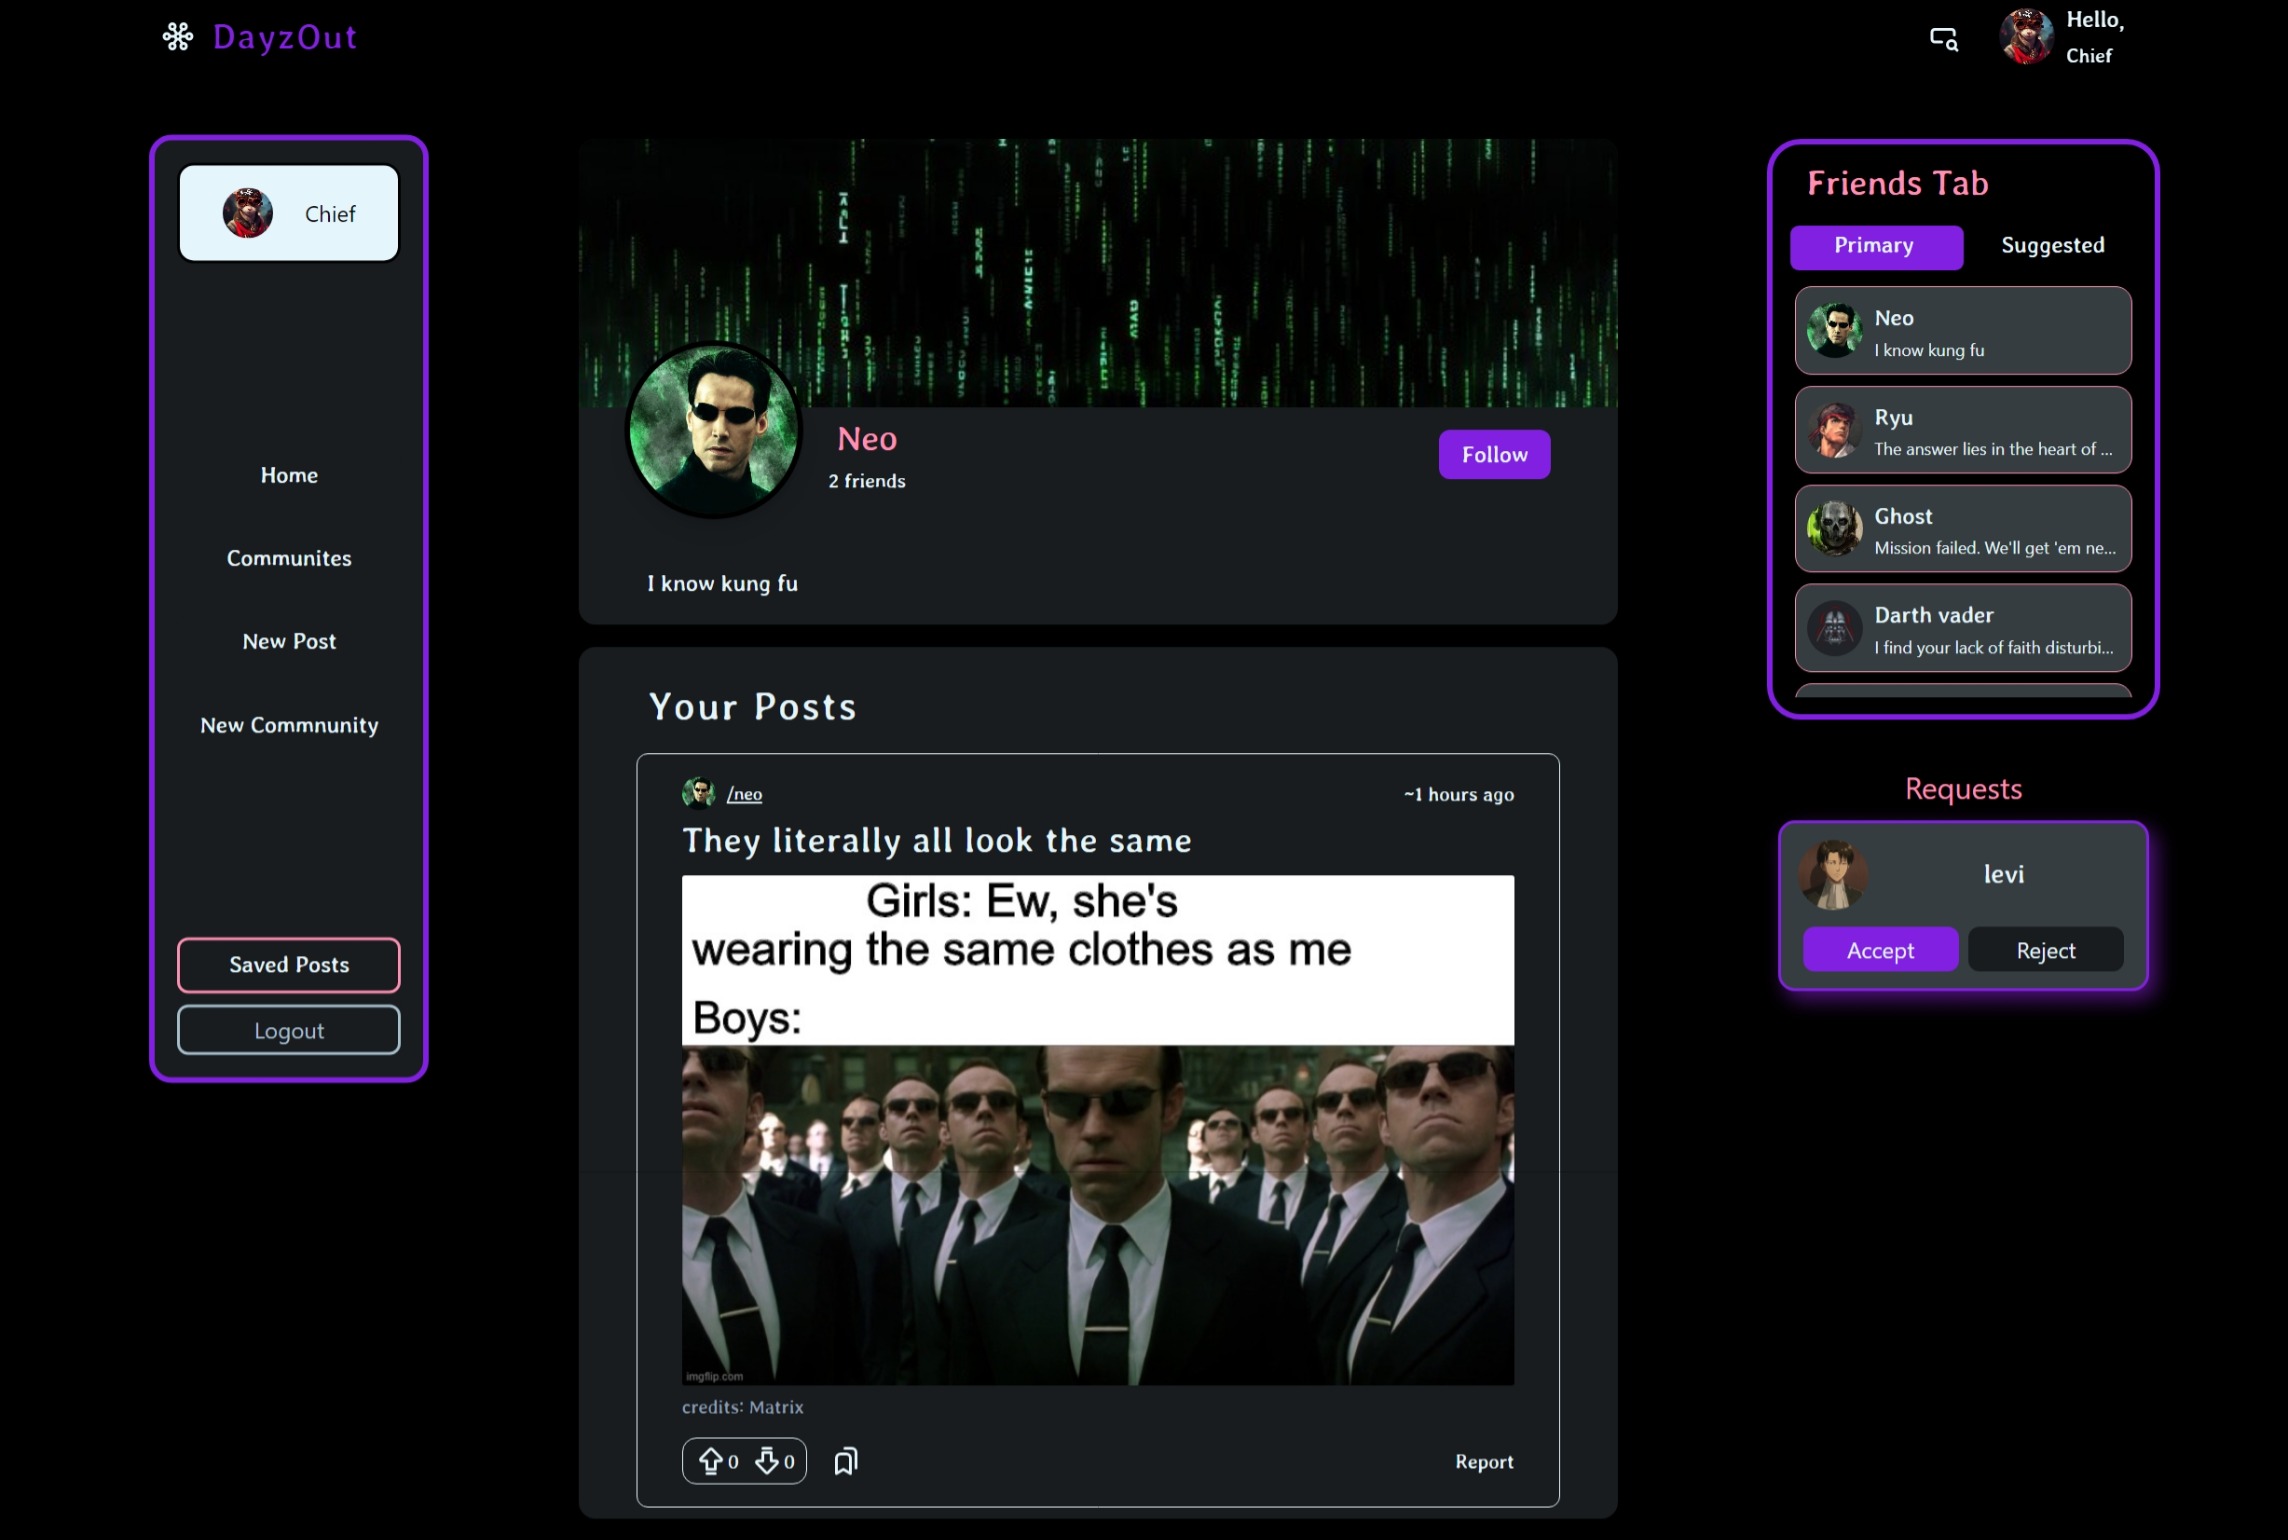 DayzOut
Hello,
Chief
Chief
Home
Communites
New Post
New Commnunity
Saved Posts
Logout
Neo
2 friends
Follow
I know kung fu
Your Posts
/neo
~1 hours ago
They literally all look the same
Girls: Ew, she's
wearing the same clothes as me
Boys:
imgflip.com
credits: Matrix
0
0
Report
Friends Tab
Primary
Suggested
Neo
I know kung fu
Ryu
The answer lies in the heart of ...
Ghost
Mission failed. We'll get 'em ne...
Darth vader
I find your lack of faith disturbi...
Requests
levi
Accept
Reject